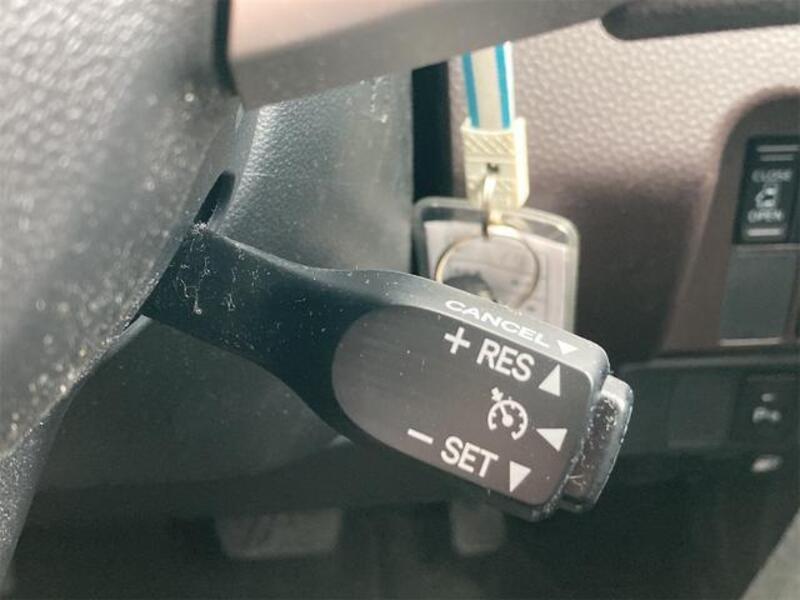 CANCEL ▼
+ RES ▲
- SET ▼
CLOSE
OPEN